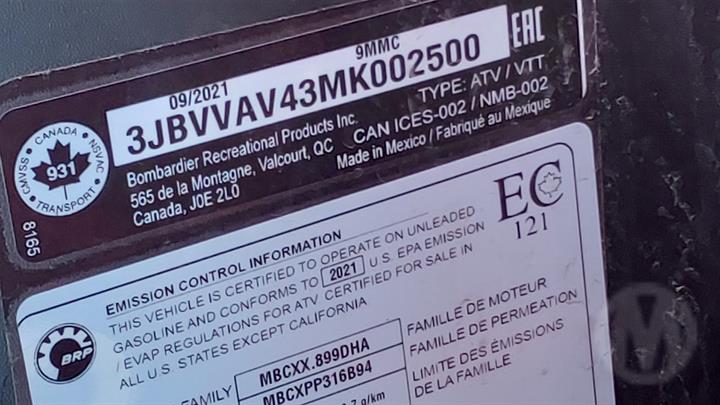 09/2021 9MMC EAC
3JBVVAV43MK002500
TYPE: ATV / VTT
Bombardier Recreational Products Inc.
565 de la Montagne, Valcourt, QC
Canada, J0E 2L0
CAN ICES-002 / NMB-002
Made in Mexico / Fabriqué au Mexique
CANADA
CMVSS • NSVAC
931
TRANSPORT
8165
EMISSION CONTROL INFORMATION
THIS VEHICLE IS CERTIFIED TO OPERATE ON UNLEADED
GASOLINE AND CONFORMS TO 2021 U.S. EPA EMISSION
/ EVAP REGULATIONS FOR ATV CERTIFIED FOR SALE IN
ALL U.S. STATES EXCEPT CALIFORNIA
EC
121
BRP
FAMILY
MBCXX.899DHA
MBCXPP316B94
g/km
FAMILLE DE MOTEUR
FAMILLE DE PERMEATION
LIMITE DES ÉMISSIONS
DE LA FAMILLE
M